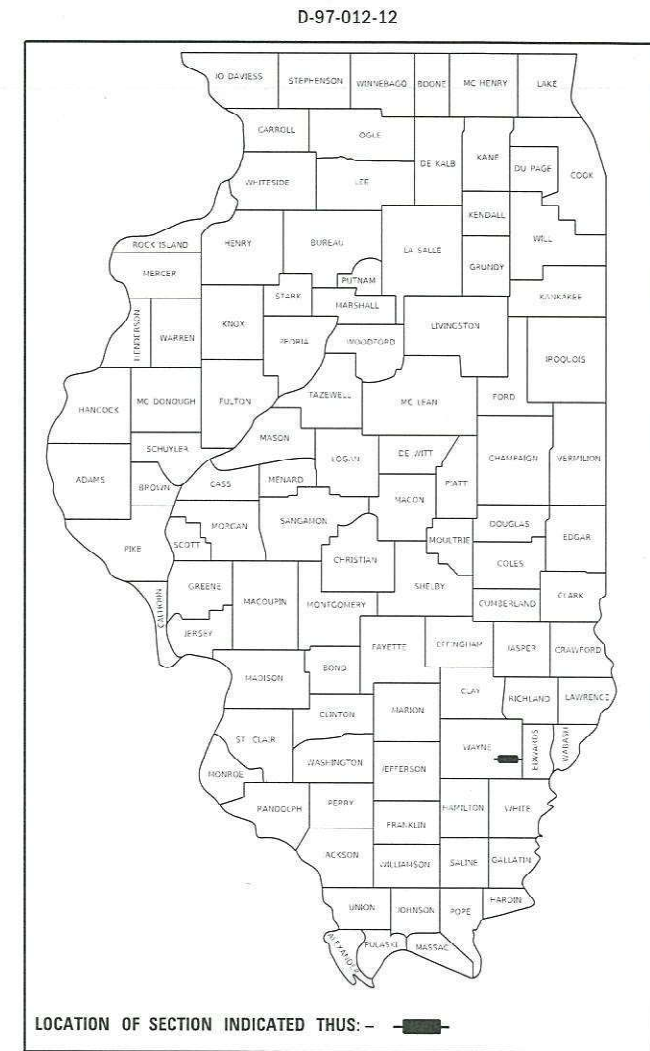 D-97-012-12
JO DAVIESS STEPHENSON WINNEBAGO BOONE MC HENRY LAKE
CARROLL OGLE DE KALB KANE DU PAGE COOK
WHITESIDE LEE
KENDALL
ROCK ISLAND HENRY BUREAU LA SALLE WILL
MERCER PUTNAM GRUNDY
STARK MARSHALL KANKAKEE
HENDERSON WARREN KNOX PEORIA WOODFORD LIVINGSTON
IROQUOIS
HANCOCK MC DONOUGH FULTON TAZEWELL MC LEAN FORD
MASON
SCHUYLER LOGAN DE WITT CHAMPAIGN VERMILION
ADAMS BROWN CASS MENARD PIATT
MACON
PIKE SCOTT MORGAN SANGAMON MOULTRIE DOUGLAS EDGAR
CHRISTIAN COLES
CALHOUN GREENE MACOUPIN MONTGOMERY SHELBY CUMBERLAND CLARK
JERSEY FAYETTE EFFINGHAM JASPER CRAWFORD
MADISON BOND
CLAY RICHLAND LAWRENCE
CLINTON MARION
ST CLAIR WAYNE EDWARDS WABASH
MONROE WASHINGTON JEFFERSON
RANDOLPH PERRY HAMILTON WHITE
FRANKLIN
ACKSON WILLIAMSON SALINE GALLATIN
UNION JOHNSON POPE HARDIN
ALEXANDER PULASKI MASSAC
LOCATION OF SECTION INDICATED THUS: -